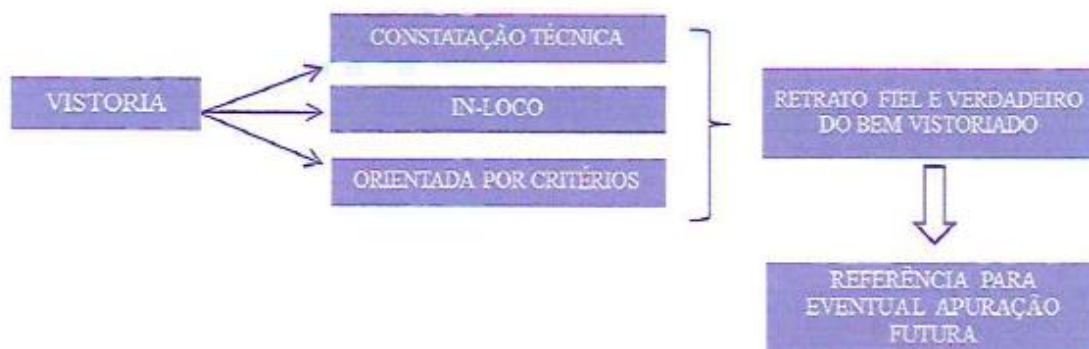 VISTORIA
CONSTATAÇÃO TÉCNICA
IN-LOCO
ORIENTADA POR CRITÉRIOS
RETRATO FIEL E VERDADEIRO
DO BEM VISTORIADO
REFERÊNCIA PARA
EVENTUAL APURAÇÃO
FUTURA